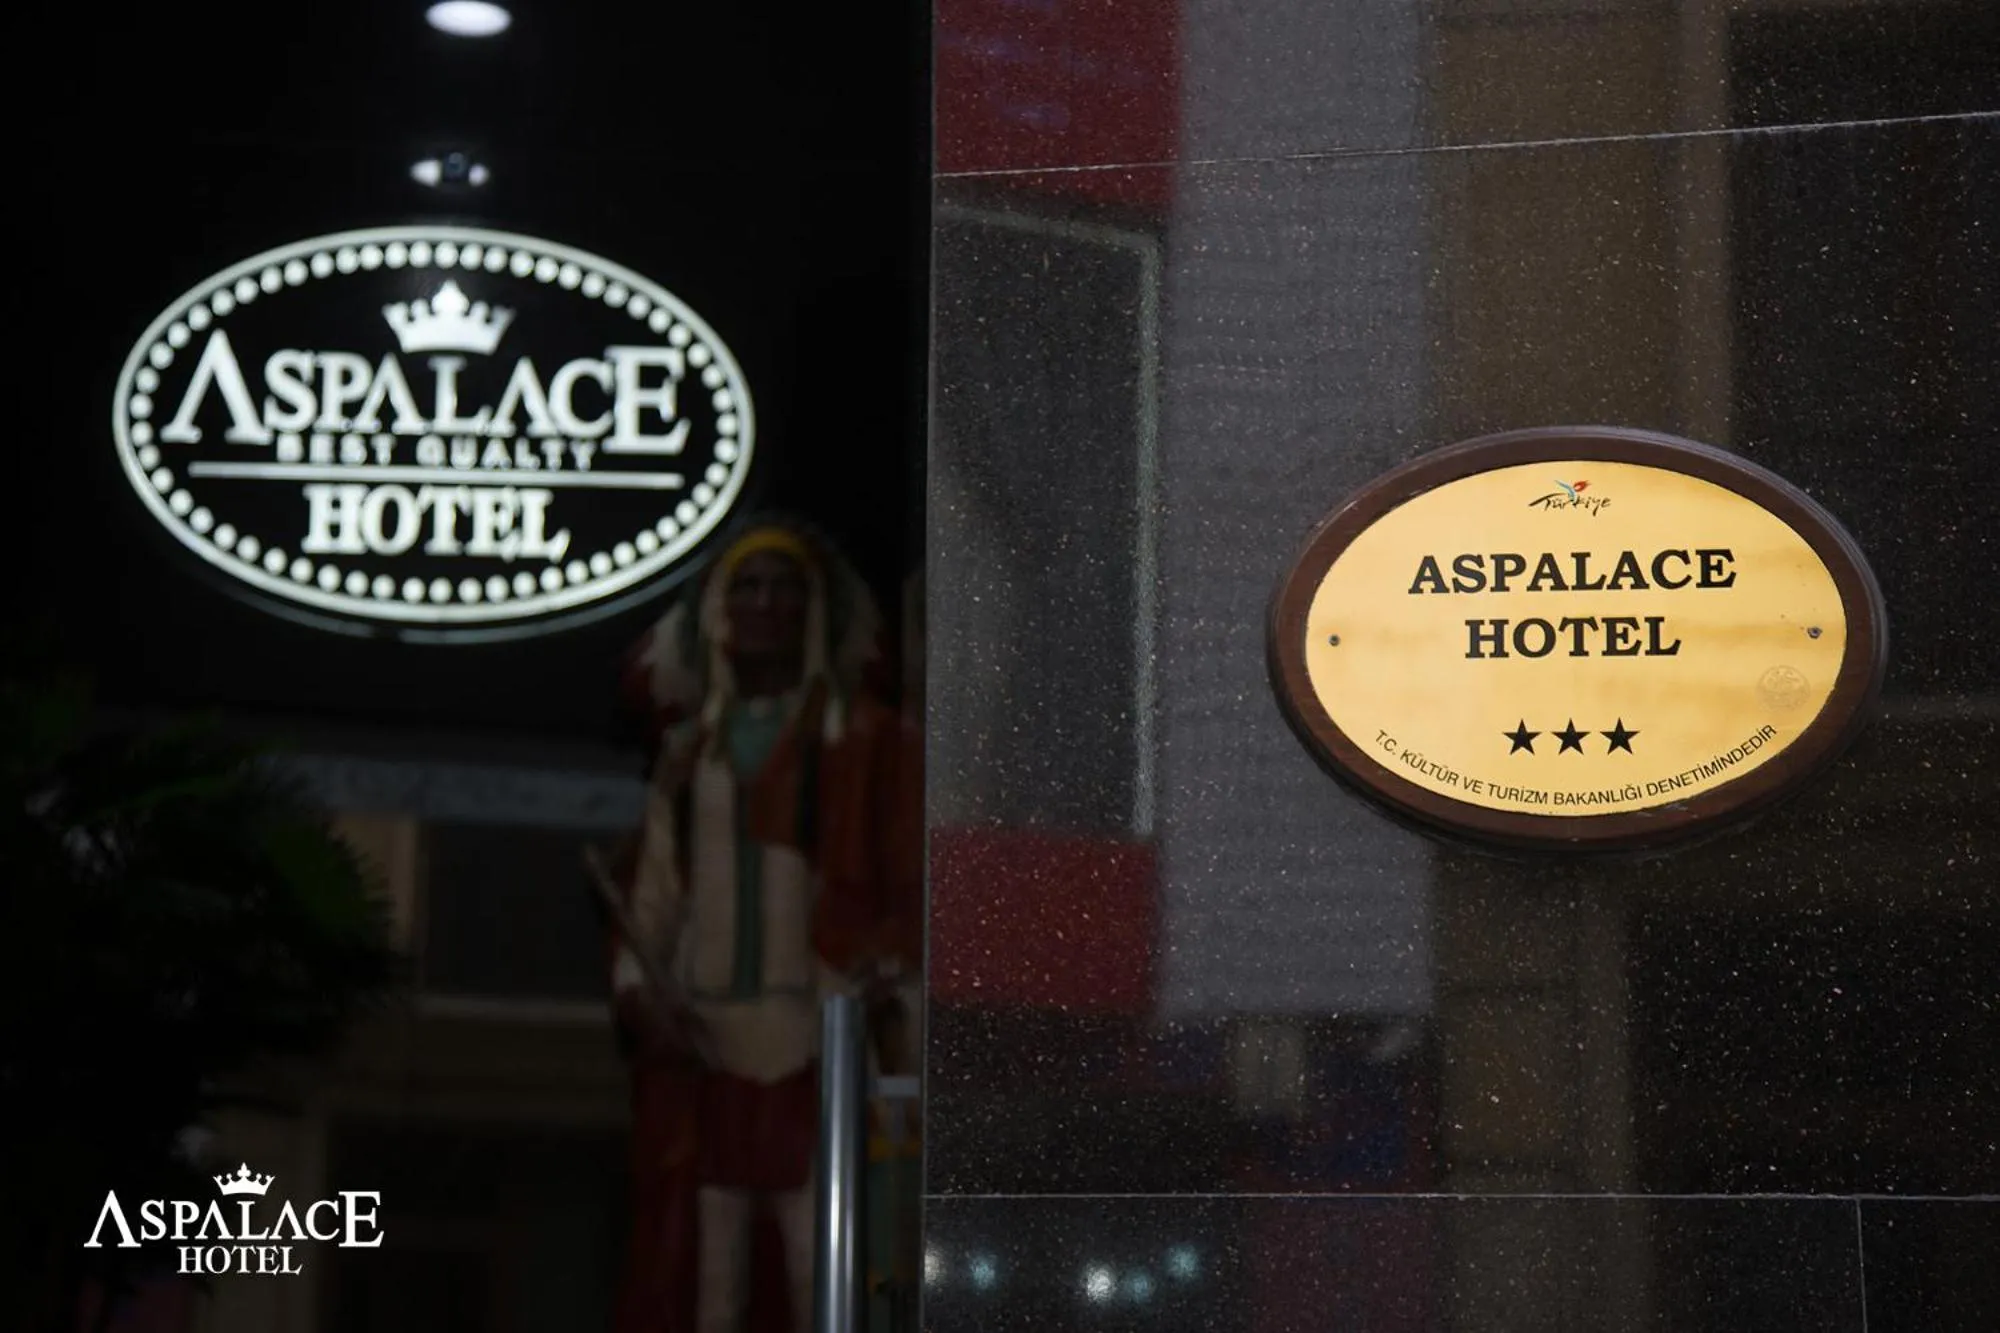 ASPALACE
BEST QUALTY
HOTEL
Türkiye
ASPALACE
HOTEL
T.C. KÜLTÜR VE TURİZM BAKANLIĞI DENETİMİNDEDİR
ASPALACE
HOTEL